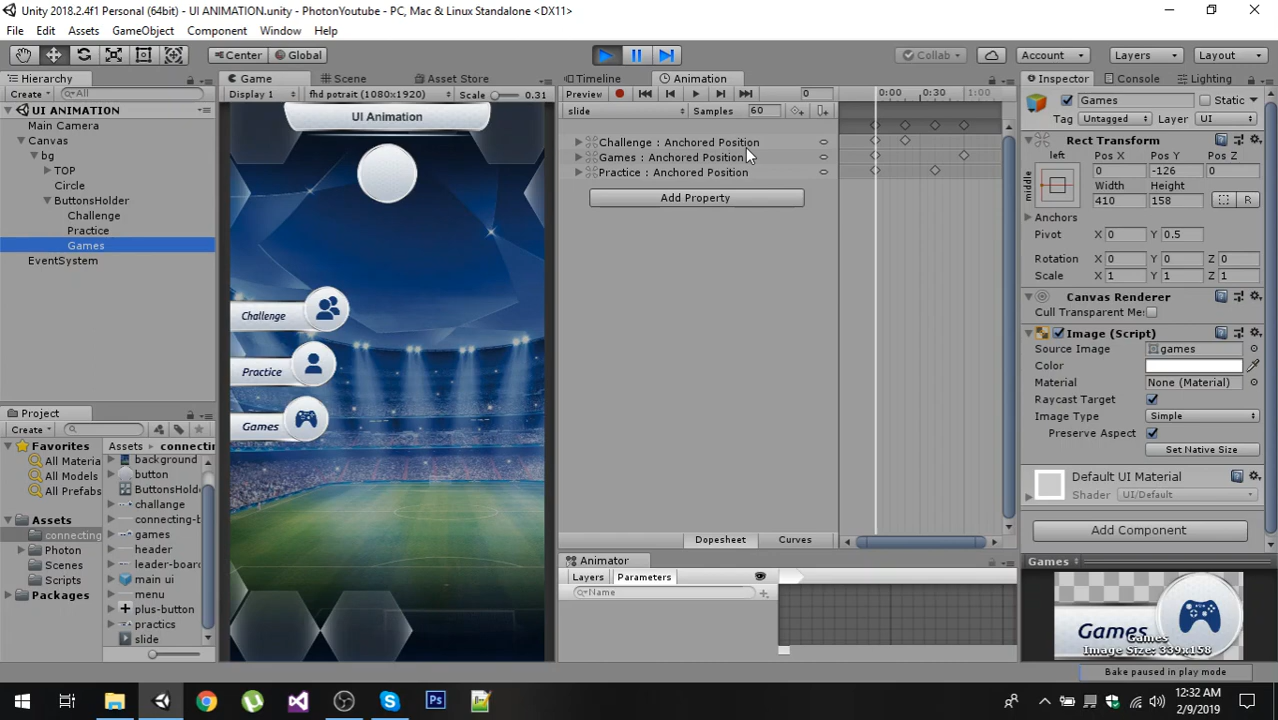 Unity 2018.2.4f1 Personal (64bit) - UI ANIMATION.unity - PhotonYoutube - PC, Mac & Linux Standalone <DX11>
File Edit Assets GameObject Component Window Help
Center Global Collab Account Layers Layout
Hierarchy
Create All
UI ANIMATION
Main Camera
Canvas
bg
TOP
Circle
ButtonsHolder
Challenge
Practice
Games
EventSystem
Game Scene Asset Store
Display 1 fhd potrait (1080x1920) Scale 0.31
UI Animation
Challenge
Practice
Games
Timeline Animation
Preview 0 0:00 0:30 1:00
slide Samples 60
Challenge : Anchored Position
Games : Anchored Position
Practice : Anchored Position
Add Property
Dopesheet Curves
Animator
Layers Parameters
Name
Inspector Console Lighting
Games Static
Tag Untagged Layer UI
Rect Transform
left Pos X Pos Y Pos Z
middle 0 -126 0
Width Height
410 158 R
Anchors
Pivot X 0 Y 0.5
Rotation X 0 Y 0 Z 0
Scale X 1 Y 1 Z 1
Canvas Renderer
Cull Transparent Me
Image (Script)
Source Image games
Color
Material None (Material)
Raycast Target
Image Type Simple
Preserve Aspect
Set Native Size
Default UI Material
Shader UI/Default
Add Component
Games
Games
Games
Image Size: 339x158
Bake paused in play mode
Project
Create
Favorites
All Materia
All Models
All Prefabs
Assets
connecting
Photon
Scenes
Scripts
Packages
Assets connectin
background
button
ButtonsHold
challange
connecting-b
games
header
leader-boar
main ui
menu
plus-button
practics
slide
12:32 AM
2/9/2019